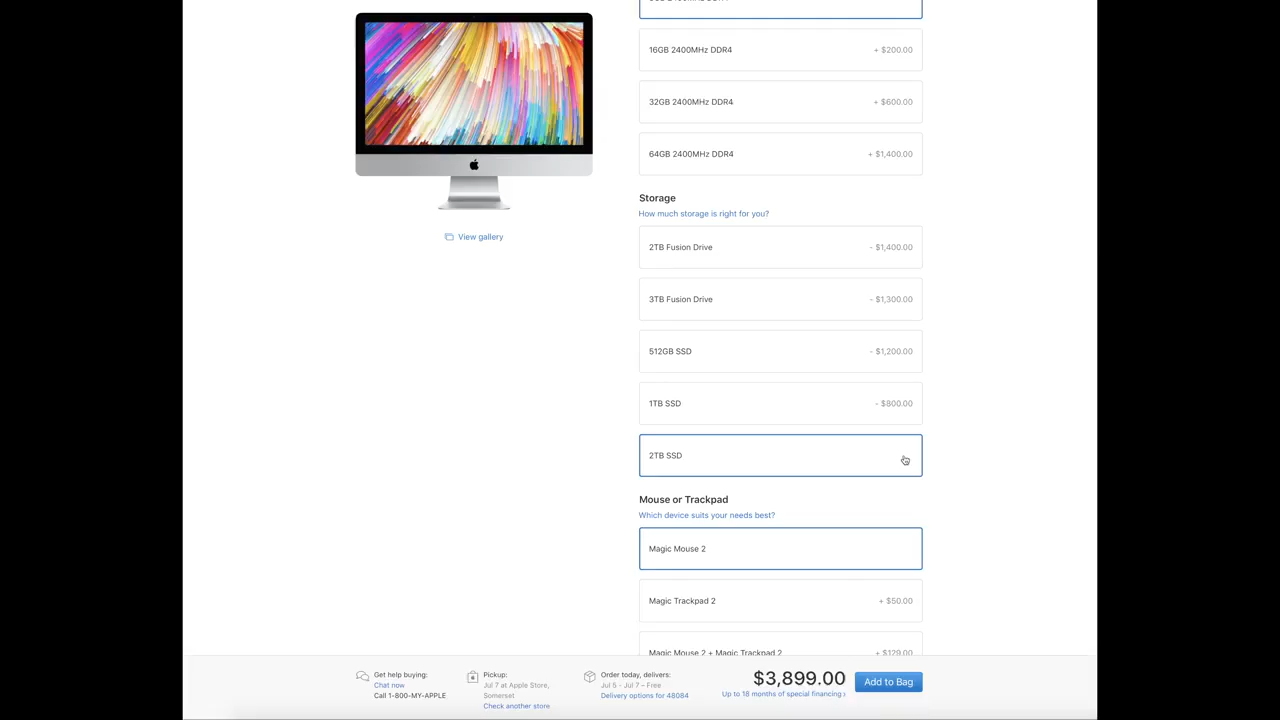 16GB 2400MHz DDR4 + $200.00
32GB 2400MHz DDR4 + $600.00
64GB 2400MHz DDR4 + $1,400.00
View gallery
Storage
How much storage is right for you?
2TB Fusion Drive - $1,400.00
3TB Fusion Drive - $1,300.00
512GB SSD - $1,200.00
1TB SSD - $800.00
2TB SSD
Mouse or Trackpad
Which device suits your needs best?
Magic Mouse 2
Magic Trackpad 2 + $50.00
Magic Mouse 2 + Magic Trackpad 2 + $129.00
Get help buying:
Chat now
Call 1-800-MY-APPLE
Pickup:
Jul 7 at Apple Store,
Somerset
Check another store
Order today, delivers:
Jul 5 - Jul 7 – Free
Delivery options for 48084
$3,899.00
Up to 18 months of special financing ›
Add to Bag